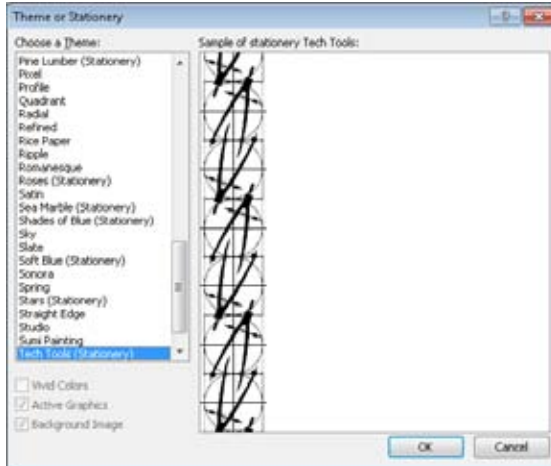 Theme or Stationery
Choose a Theme:
Sample of stationery Tech Tools:
Pine Lumber (Stationery)
Pixel
Profile
Quadrant
Radial
Refined
Rice Paper
Ripple
Romanesque
Roses (Stationery)
Satin
Sea Marble (Stationery)
Shades of Blue (Stationery)
Sky
Slate
Soft Blue (Stationery)
Sonora
Spring
Stars (Stationery)
Straight Edge
Studio
Sumi Painting
Tech Tools (Stationery)
Vivid Colors
Active Graphics
Background Image
OK
Cancel